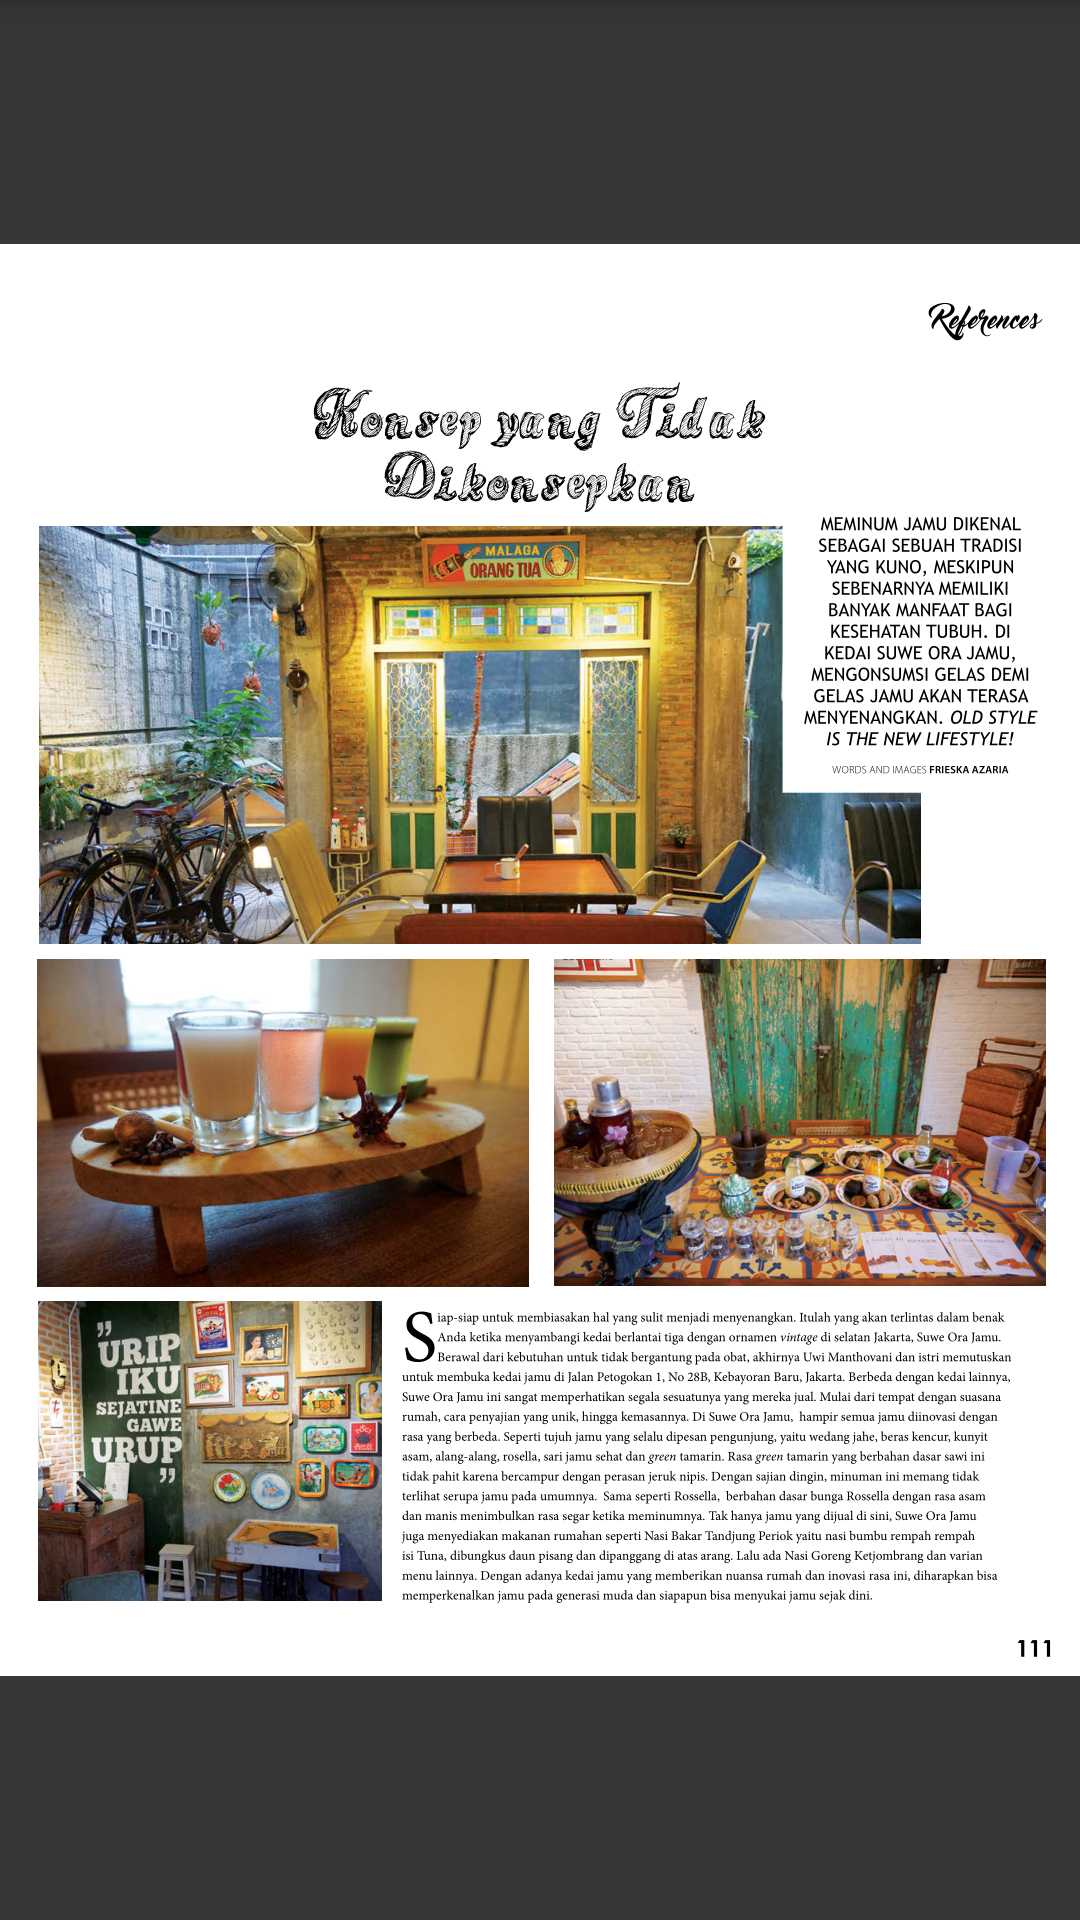 References
Konsep yang Tidak
Dikonsepkan
MEMINUM JAMU DIKENAL
SEBAGAI SEBUAH TRADISI
YANG KUNO, MESKIPUN
SEBENARNYA MEMILIKI
BANYAK MANFAAT BAGI
KESEHATAN TUBUH. DI
KEDAI SUWE ORA JAMU,
MENGONSUMSI GELAS DEMI
GELAS JAMU AKAN TERASA
MENYENANGKAN. OLD STYLE
IS THE NEW LIFESTYLE!
WORDS AND IMAGES FRIESKA AZARIA
MALAGA
ORANG TUA
"URIP
IKU
SEJATINE
GAWE
URUP"
Siap-siap untuk membiasakan hal yang sulit menjadi menyenangkan. Itulah yang akan terlintas dalam benak
Anda ketika menyambangi kedai berlantai tiga dengan ornamen vintage di selatan Jakarta, Suwe Ora Jamu.
Berawal dari kebutuhan untuk tidak bergantung pada obat, akhirnya Uwi Manthovani dan istri memutuskan
untuk membuka kedai jamu di Jalan Petogokan 1, No 28B, Kebayoran Baru, Jakarta. Berbeda dengan kedai lainnya,
Suwe Ora Jamu ini sangat memperhatikan segala sesuatunya yang mereka jual. Mulai dari tempat dengan suasana
rumah, cara penyajian yang unik, hingga kemasannya. Di Suwe Ora Jamu, hampir semua jamu diinovasi dengan
rasa yang berbeda. Seperti tujuh jamu yang selalu dipesan pengunjung, yaitu wedang jahe, beras kencur, kunyit
asam, alang-alang, rosella, sari jamu sehat dan green tamarin. Rasa green tamarin yang berbahan dasar sawi ini
tidak pahit karena bercampur dengan perasan jeruk nipis. Dengan sajian dingin, minuman ini memang tidak
terlihat serupa jamu pada umumnya. Sama seperti Rossella, berbahan dasar bunga Rossella dengan rasa asam
dan manis menimbulkan rasa segar ketika meminumnya. Tak hanya jamu yang dijual di sini, Suwe Ora Jamu
juga menyediakan makanan rumahan seperti Nasi Bakar Tandjung Periok yaitu nasi bumbu rempah rempah
isi Tuna, dibungkus daun pisang dan dipanggang di atas arang. Lalu ada Nasi Goreng Ketjombrang dan varian
menu lainnya. Dengan adanya kedai jamu yang memberikan nuansa rumah dan inovasi rasa ini, diharapkan bisa
memperkenalkan jamu pada generasi muda dan siapapun bisa menyukai jamu sejak dini.
111